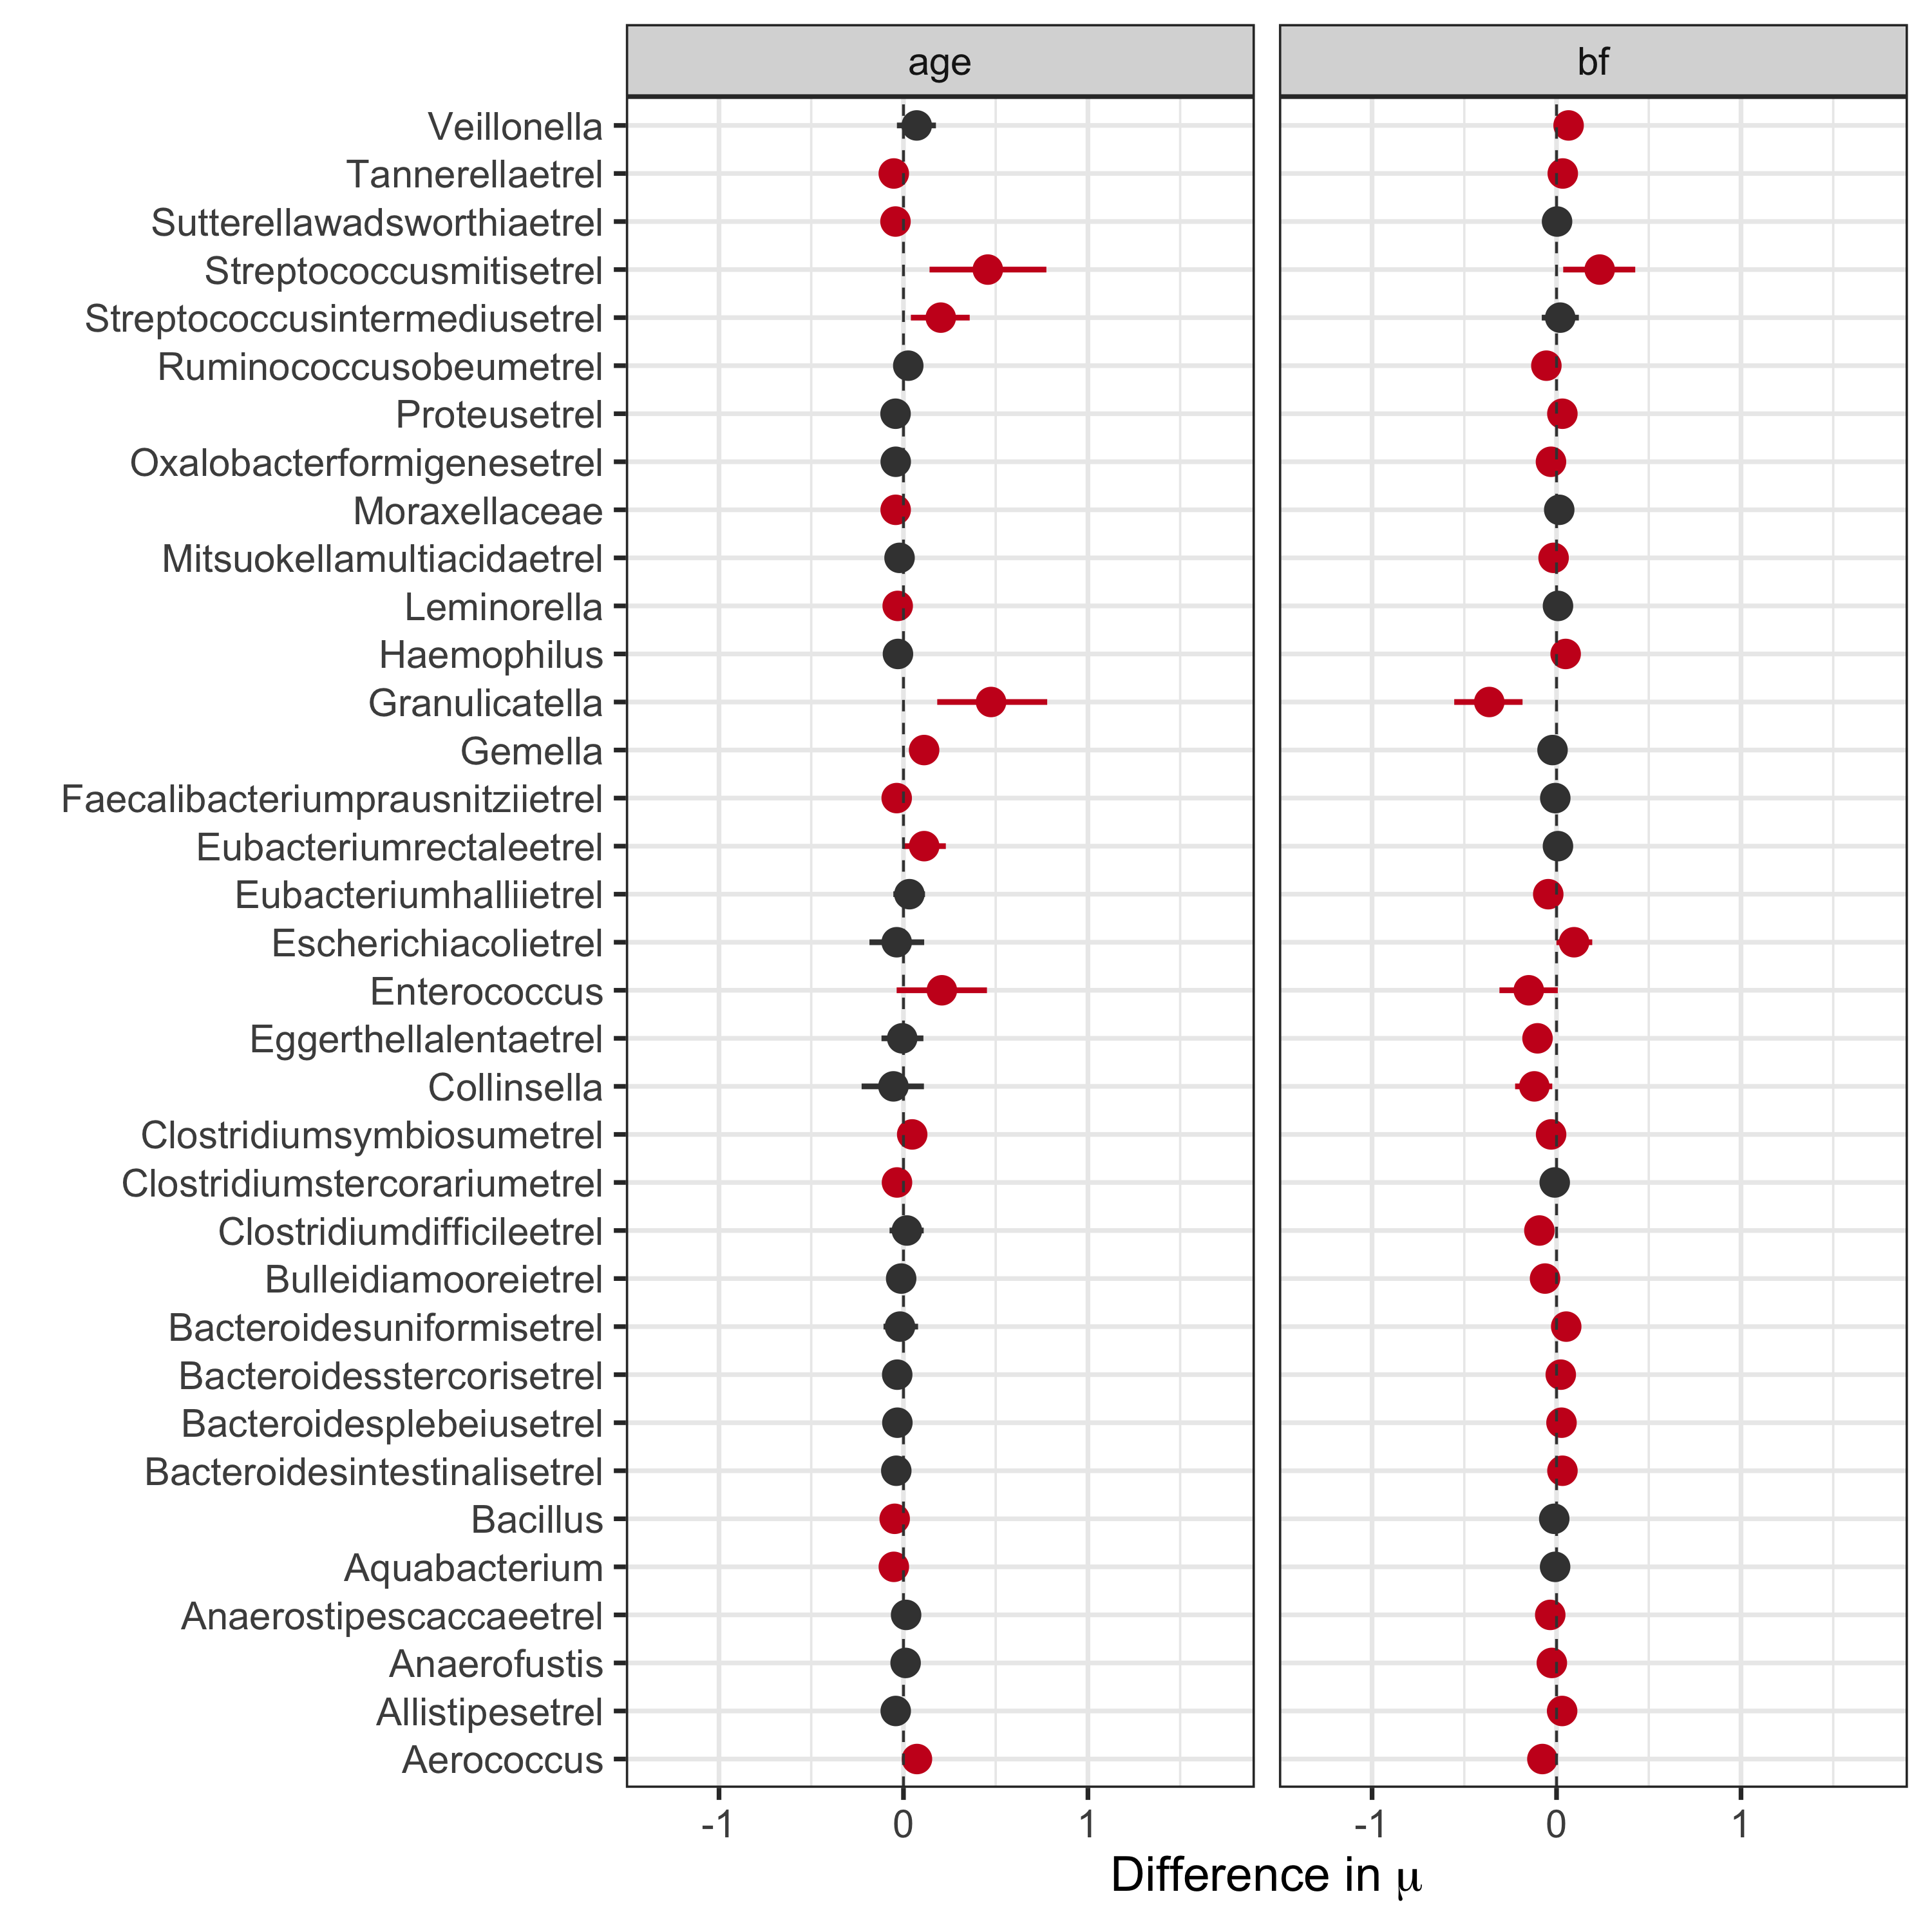 age bf
Veillonella
Tannerellaetrel
Sutterellawadsworthiaetrel
Streptococcusmitisetrel
Streptococcusintermediusetrel
Ruminococcusobeumetrel
Proteusetrel
Oxalobacterformigenesetrel
Moraxellaceae
Mitsuokellamultiacidaetrel
Leminorella
Haemophilus
Granulicatella
Gemella
Faecalibacteriumprausnitziietrel
Eubacteriumrectaleetrel
Eubacteriumhalliietrel
Escherichiacolietrel
Enterococcus
Eggerthellalentaetrel
Collinsella
Clostridiumsymbiosumetrel
Clostridiumstercorariumetrel
Clostridiumdifficileetrel
Bulleidiamooreietrel
Bacteroidesuniformisetrel
Bacteroidesstercorisetrel
Bacteroidesplebeiusetrel
Bacteroidesintestinalisetrel
Bacillus
Aquabacterium
Anaerostipescaccaeetrel
Anaerofustis
Allistipesetrel
Aerococcus
-1 0 1 -1 0 1
Difference in μ